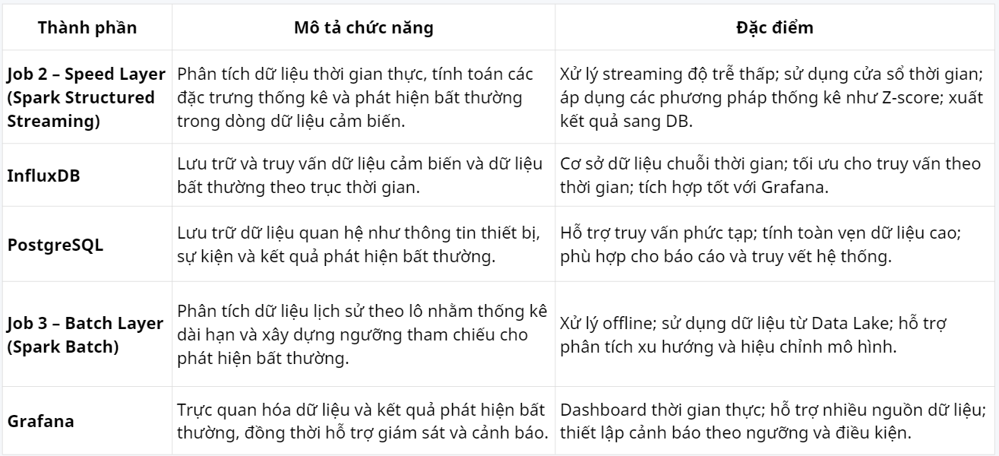 Thành phần
Mô tả chức năng
Đặc điểm
Job 2 – Speed Layer
(Spark Structured
Streaming)
Phân tích dữ liệu thời gian thực, tính toán các
đặc trưng thống kê và phát hiện bất thường
trong dòng dữ liệu cảm biến.
Xử lý streaming độ trễ thấp; sử dụng cửa sổ thời gian;
áp dụng các phương pháp thống kê như Z-score; xuất
kết quả sang DB.
InfluxDB
Lưu trữ và truy vấn dữ liệu cảm biến và dữ liệu
bất thường theo trục thời gian.
Cơ sở dữ liệu chuỗi thời gian; tối ưu cho truy vấn theo
thời gian; tích hợp tốt với Grafana.
PostgreSQL
Lưu trữ dữ liệu quan hệ như thông tin thiết bị,
sự kiện và kết quả phát hiện bất thường.
Hỗ trợ truy vấn phức tạp; tính toàn vẹn dữ liệu cao;
phù hợp cho báo cáo và truy vết hệ thống.
Job 3 – Batch Layer
(Spark Batch)
Phân tích dữ liệu lịch sử theo lô nhằm thống kê
dài hạn và xây dựng ngưỡng tham chiếu cho
phát hiện bất thường.
Xử lý offline; sử dụng dữ liệu từ Data Lake; hỗ trợ
phân tích xu hướng và hiệu chỉnh mô hình.
Grafana
Trực quan hóa dữ liệu và kết quả phát hiện bất
thường, đồng thời hỗ trợ giám sát và cảnh báo.
Dashboard thời gian thực; hỗ trợ nhiều nguồn dữ liệu;
thiết lập cảnh báo theo ngưỡng và điều kiện.